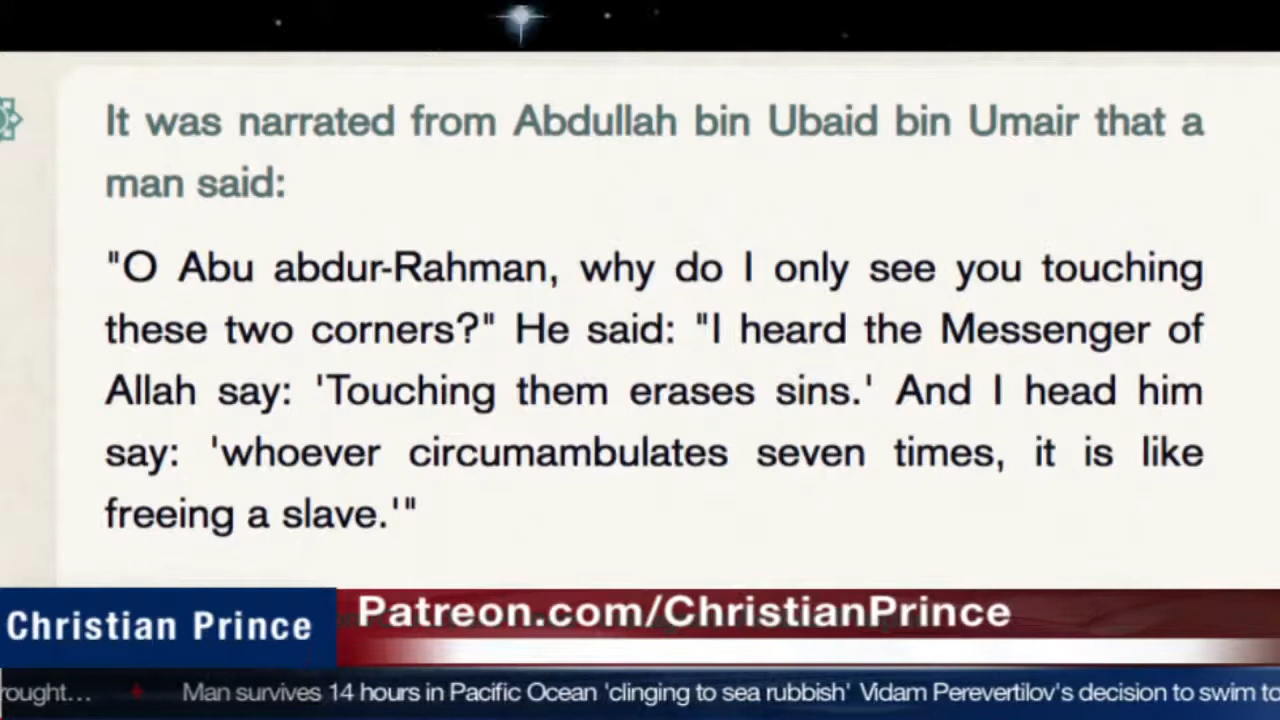 It was narrated from Abdullah bin Ubaid bin Umair that a
man said:
"O Abu abdur-Rahman, why do I only see you touching
these two corners?" He said: "I heard the Messenger of
Allah say: 'Touching them erases sins.' And I head him
say: 'whoever circumambulates seven times, it is like
freeing a slave.'"
Christian Prince
Patreon.com/ChristianPrince
rought... Man survives 14 hours in Pacific Ocean 'clinging to sea rubbish' Vidam Perevertilov's decision to swim to